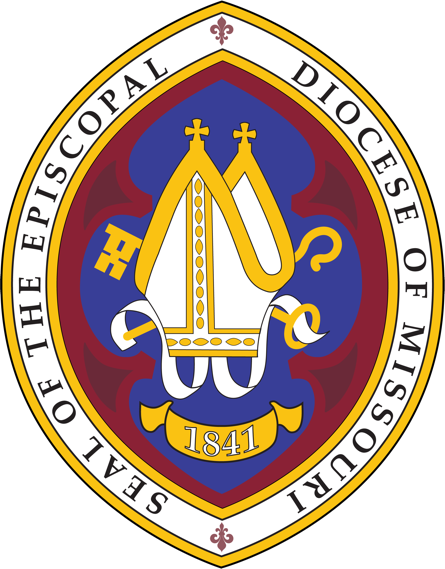 SEAL OF THE EPISCOPAL DIOCESE OF MISSOURI
1841